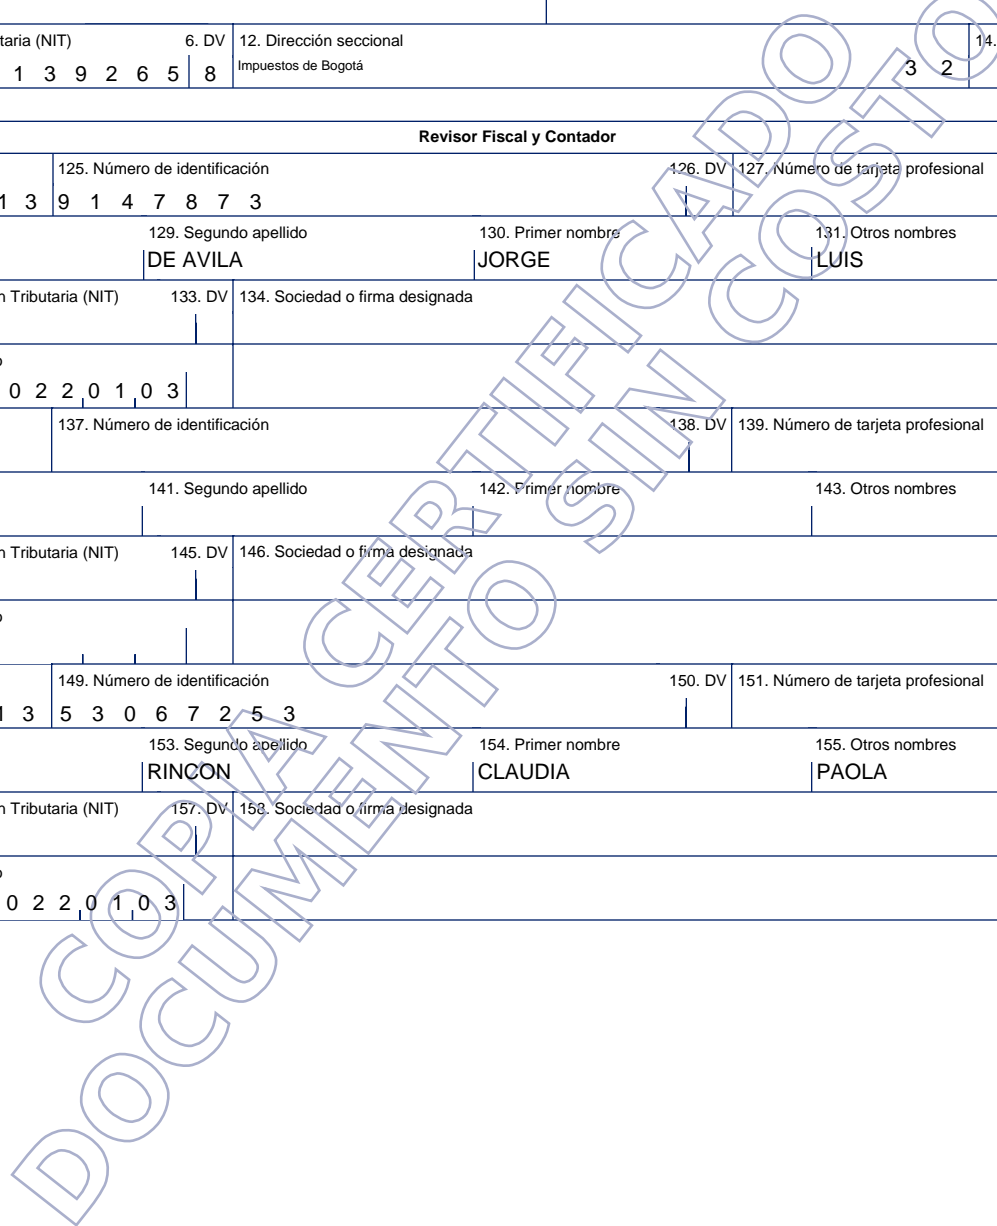 taria (NIT) 6. DV 12. Dirección seccional 14.
1 3 9 2 6 5 8 Impuestos de Bogotá 3 2
Revisor Fiscal y Contador
125. Número de identificación 126. DV 127. Número de tarjeta profesional
1 3 9 1 4 7 8 7 3
129. Segundo apellido 130. Primer nombre 131. Otros nombres
DE AVILA JORGE LUIS
n Tributaria (NIT) 133. DV 134. Sociedad o firma designada
o
0 2 2 0 1 0 3
137. Número de identificación 138. DV 139. Número de tarjeta profesional
141. Segundo apellido 142. Primer nombre 143. Otros nombres
n Tributaria (NIT) 145. DV 146. Sociedad o firma designada
o
149. Número de identificación 150. DV 151. Número de tarjeta profesional
1 3 5 3 0 6 7 2 5 3
153. Segundo apellido 154. Primer nombre 155. Otros nombres
RINCON CLAUDIA PAOLA
n Tributaria (NIT) 157. DV 158. Sociedad o firma designada
o
0 2 2 0 1 0 3
COPIA CERTIFICADO
DOCUMENTO SIN COSTO